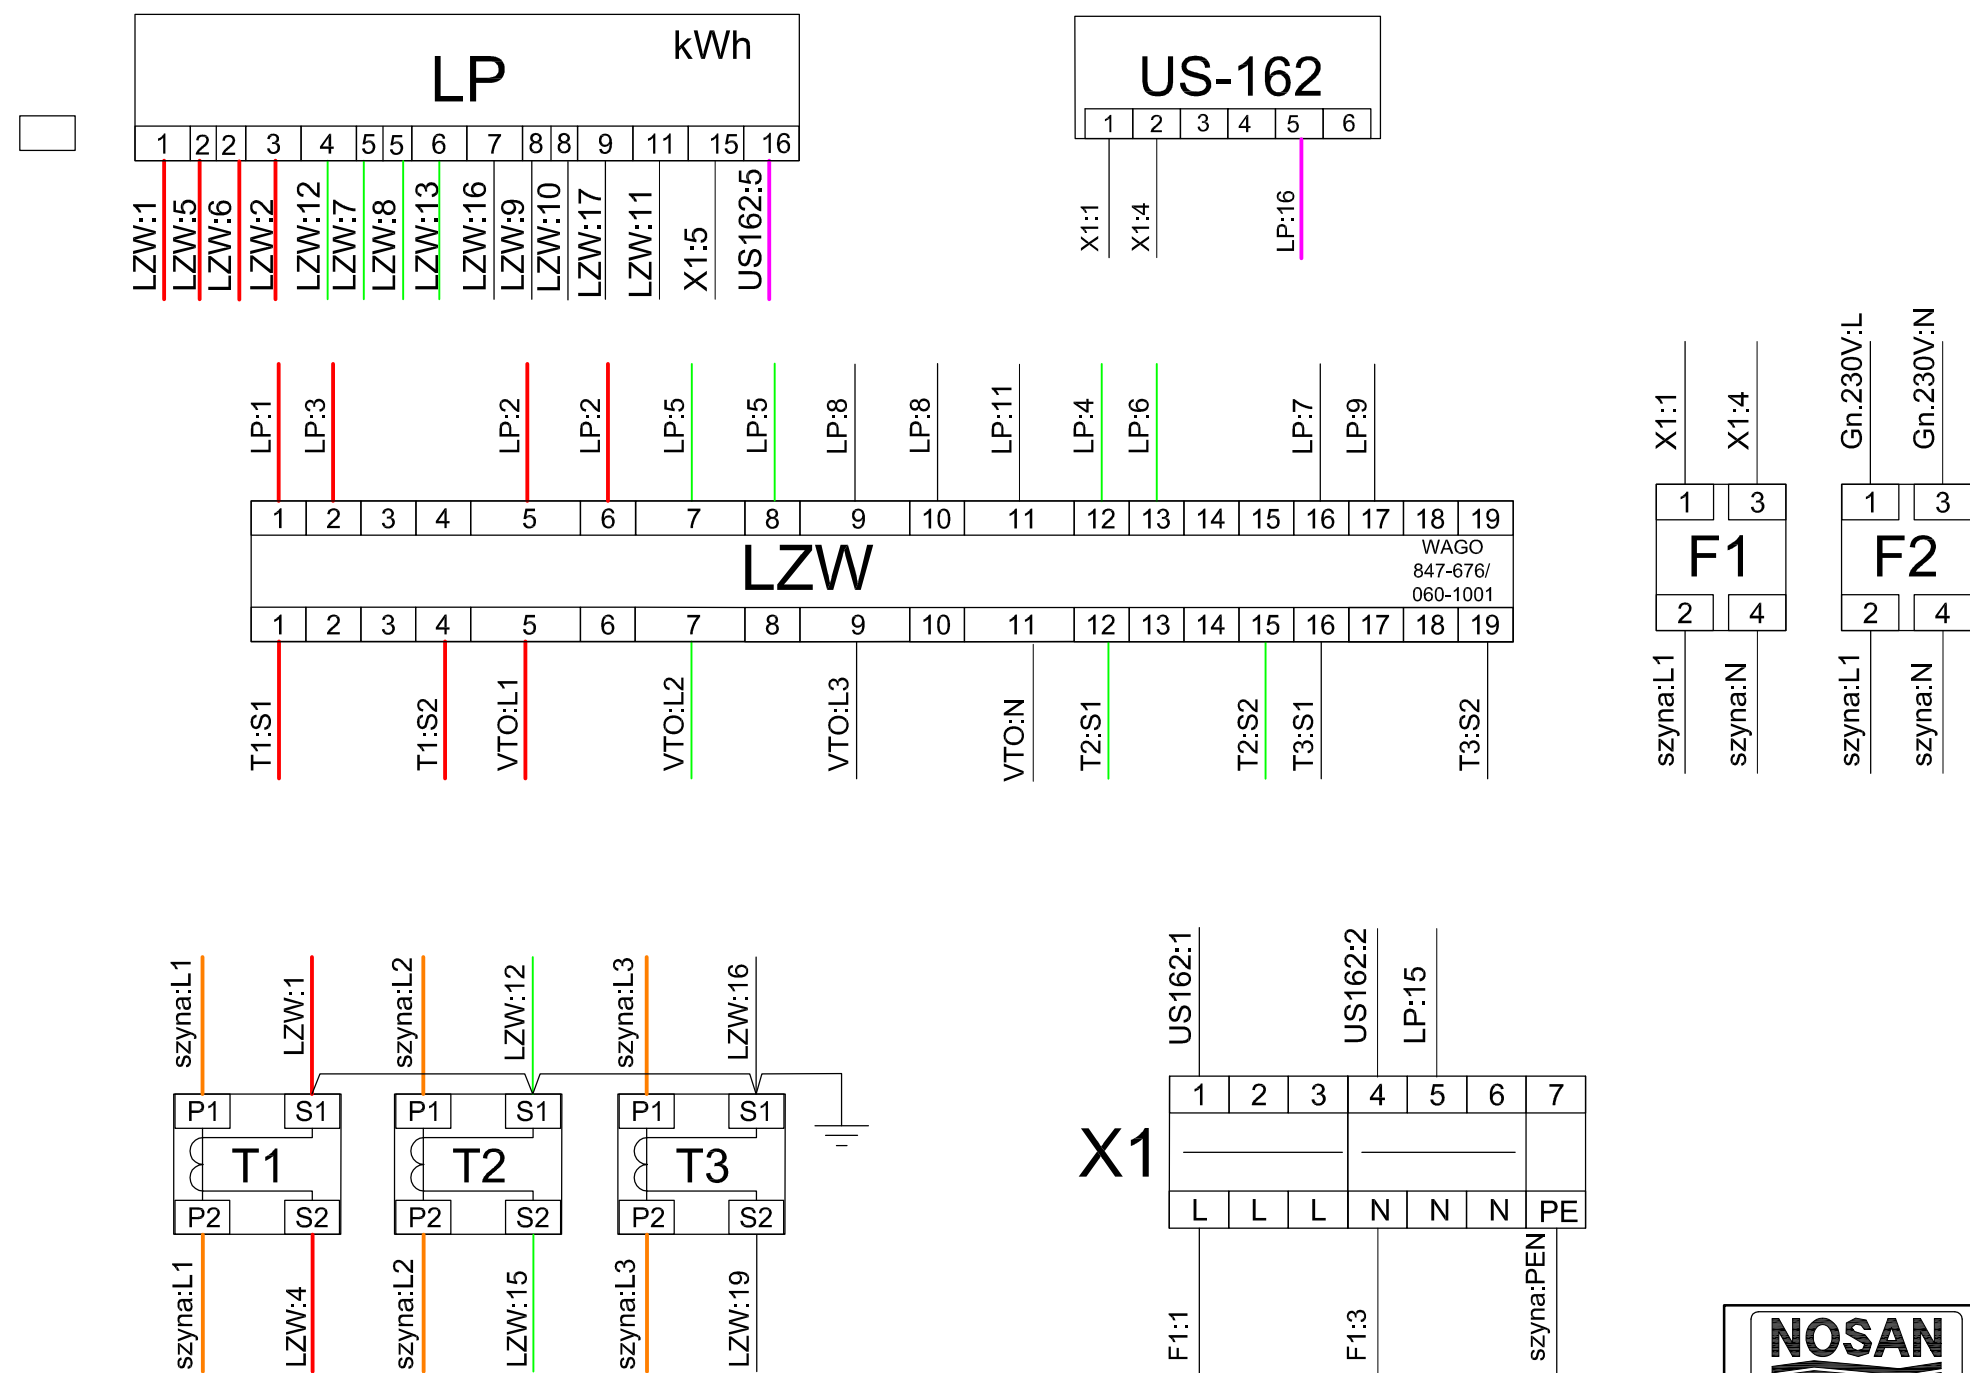 kWh
LP
1 2 2 3 4 5 5 6 7 8 8 9 11 15 16
LZW:1
LZW:5
LZW:6
LZW:2
LZW:12
LZW:7
LZW:8
LZW:13
LZW:16
LZW:9
LZW:10
LZW:17
LZW:11
X1:5
US162:5
US-162
1 2 3 4 5 6
X1:1
X1:4
LP:16
LP:1
LP:3
LP:2
LP:2
LP:5
LP:5
LP:8
LP:8
LP:11
LP:4
LP:6
LP:7
LP:9
1 2 3 4 5 6 7 8 9 10 11 12 13 14 15 16 17 18 19
LZW
WAGO
847-676/
060-1001
1 2 3 4 5 6 7 8 9 10 11 12 13 14 15 16 17 18 19
T1:S1
T1:S2
VTO:L1
VTO:L2
VTO:L3
VTO:N
T2:S1
T2:S2
T3:S1
T3:S2
X1:1
X1:4
1 3
F1
2 4
szyna:L1
szyna:N
Gn.230V:L
Gn.230V:N
1 3
F2
2 4
szyna:L1
szyna:N
szyna:L1
LZW:1
P1 S1
T1
P2 S2
szyna:L1
LZW:4
szyna:L2
LZW:12
P1 S1
T2
P2 S2
szyna:L2
LZW:15
szyna:L3
LZW:16
P1 S1
T3
P2 S2
szyna:L3
LZW:19
US162:1
US162:2
LP:15
1 2 3 4 5 6 7
X1
L L L N N N PE
F1:1
F1:3
szyna:PEN
NOSAN